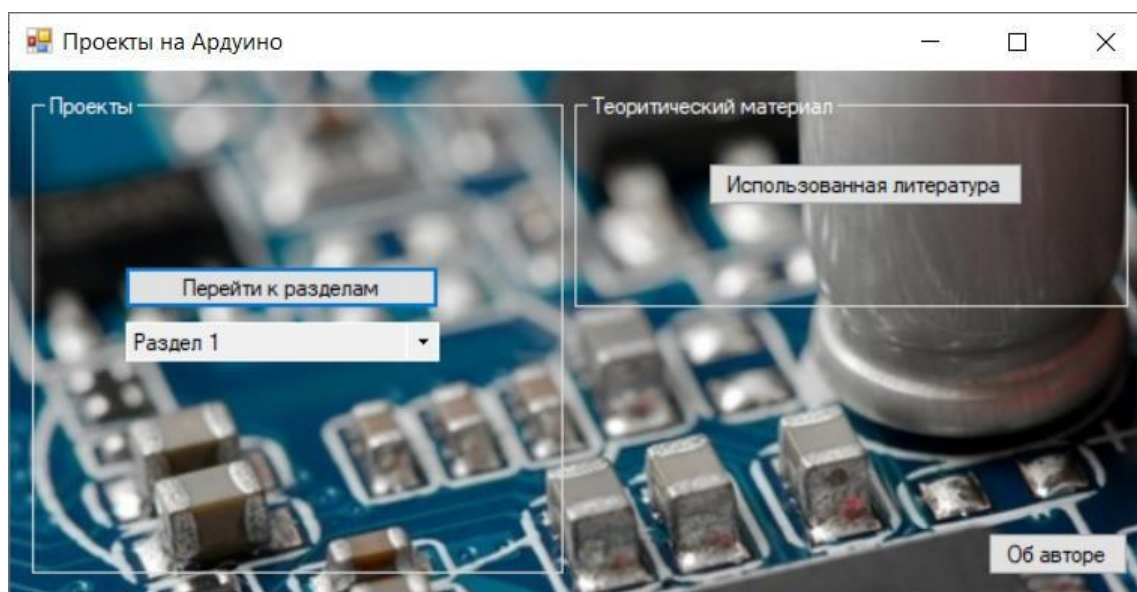 Проекты на Ардуино
Проекты
Перейти к разделам
Раздел 1
Теоритический материал
Использованная литература
Об авторе